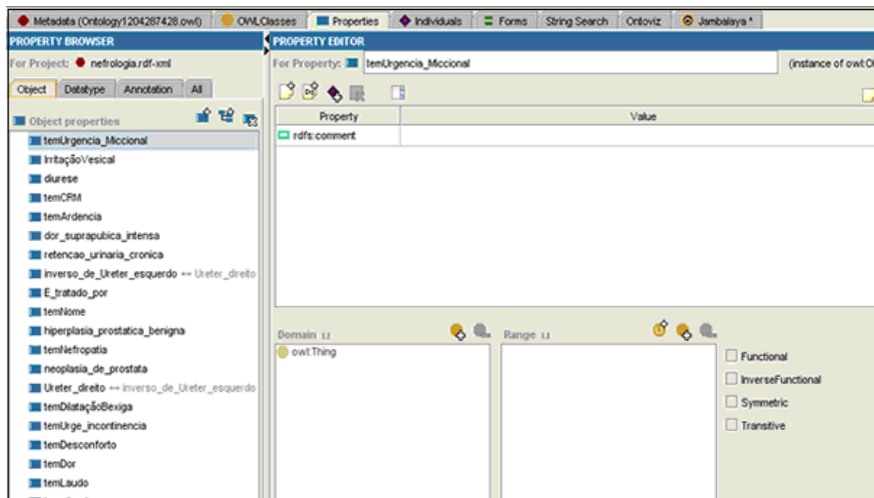 Metadata (Ontology1204287428.owl) OWLClasses Properties Individuals Forms String Search Ontoviz Jambalaya *
PROPERTY BROWSER
For Project: nefrologia.rdf-xml
Object Datatype Annotation All
Object properties
temUrgencia_Miccional
IrritaçãoVesical
diurese
temCRM
temArdencia
dor_suprapubica_intensa
retencao_urinaria_cronica
inverso_de_Ureter_esquerdo ↔ Ureter_direito
E_tratado_por
temNome
hiperplasia_prostatica_benigna
temNefropatia
neoplasia_de_prostata
Ureter_direito ↔ inverso_de_Ureter_esquerdo
temDilataçãoBexiga
temUrge_incontinencia
temDesconforto
temDor
temLaudo
PROPERTY EDITOR
For Property: temUrgencia_Miccional (instance of owl:O
Property Value
rdfs:comment
Domain ⊔ Range ⊔
owl:Thing
Functional
InverseFunctional
Symmetric
Transitive